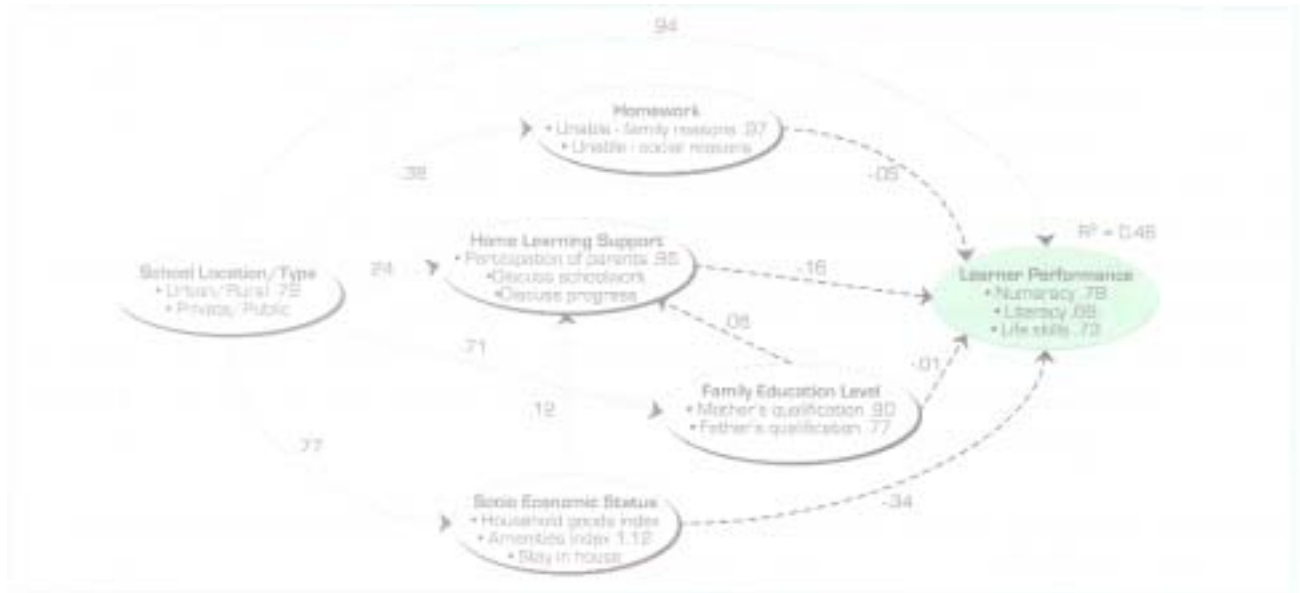 .94
Homework
• Unable - family reasons .97
• Unable - social reasons
.38
-.05
R² = 0.46
Home Learning Support
• Participation of parents .95
•Discuss schoolwork
•Discuss progress
School Location/Type
• Urban/Rural .79
• Private/Public
.24
-.16
Learner Performance
• Numeracy .78
• Literacy
• Life skills .73
.71
-.01
Family Education Level
• Mother's qualification .90
• Father's qualification .77
.12
.77
Socio Economic Status
• Household goods index
• Amenities index 1.12
• Stay in house
-.34